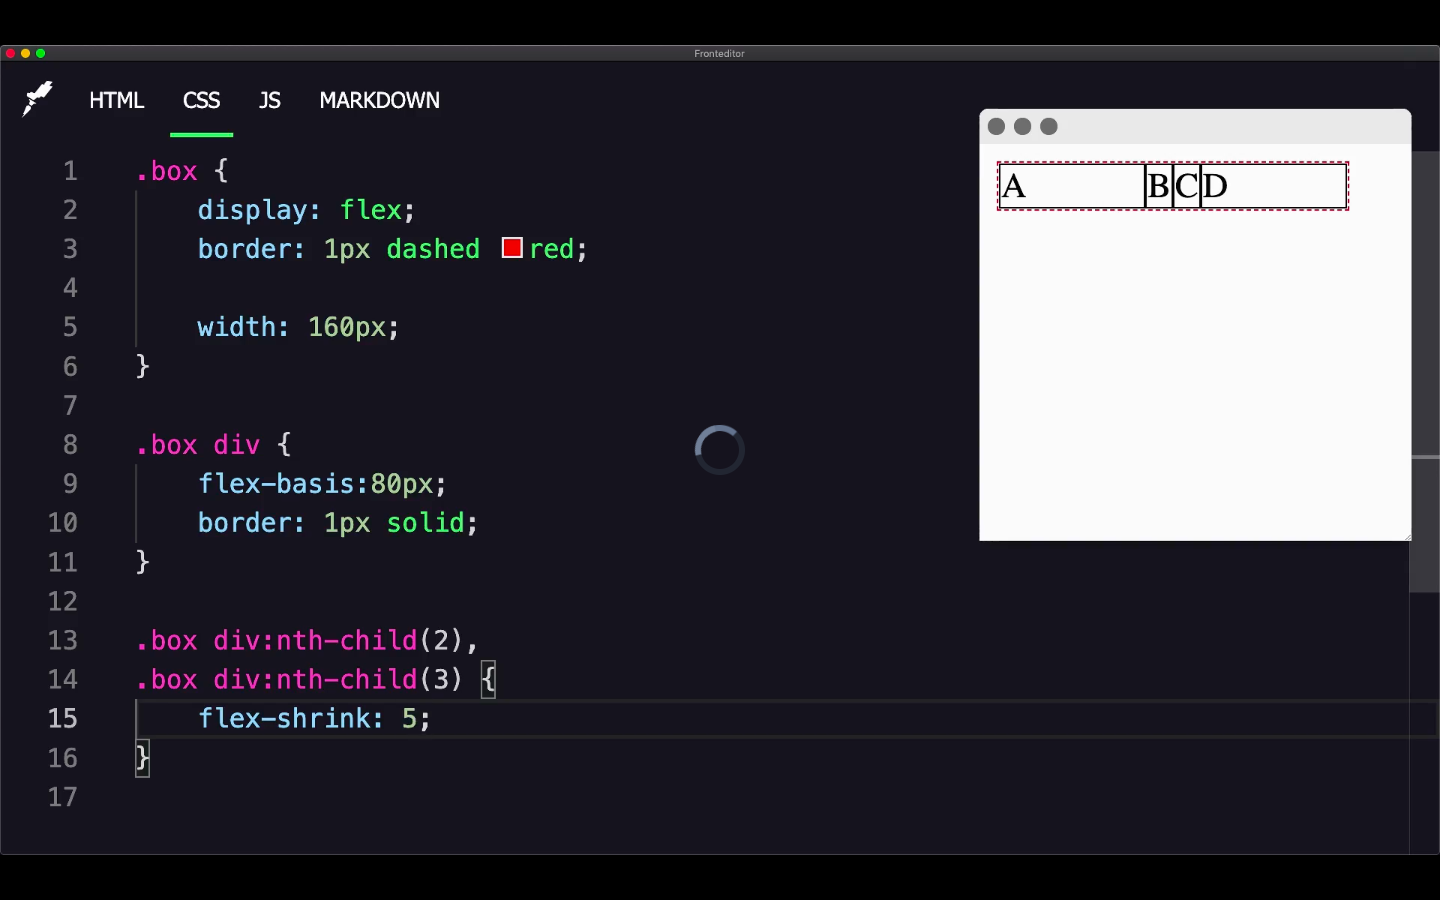 Fronteditor
HTML CSS JS MARKDOWN
1 .box {
2 display: flex;
3 border: 1px dashed red;
4
5 width: 160px;
6 }
7
8 .box div {
9 flex-basis:80px;
10 border: 1px solid;
11 }
12
13 .box div:nth-child(2),
14 .box div:nth-child(3) {
15 flex-shrink: 5;
16 }
17
A B C D